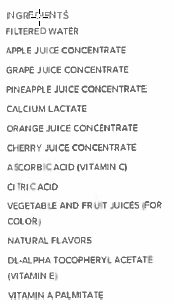 INGREDIENTS
FILTERED WATER
APPLE JUICE CONCENTRATE
GRAPE JUICE CONCENTRATE
PINEAPPLE JUICE CONCENTRATE
CALCIUM LACTATE
ORANGE JUICE CONCENTRATE
CHERRY JUICE CONCENTRATE
ASCORBIC ACID (VITAMIN C)
CITRIC ACID
VEGETABLE AND FRUIT JUICES (FOR
COLOR)
NATURAL FLAVORS
DL-ALPHA TOCOPHERYL ACETATE
(VITAMIN E)
VITAMIN A PALMITATE